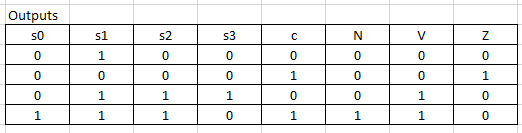 Outputs
s0 s1 s2 s3 c N V Z
0 1 0 0 0 0 0 0
0 0 0 0 1 0 0 1
0 1 1 1 0 0 1 0
1 1 1 0 1 1 1 0